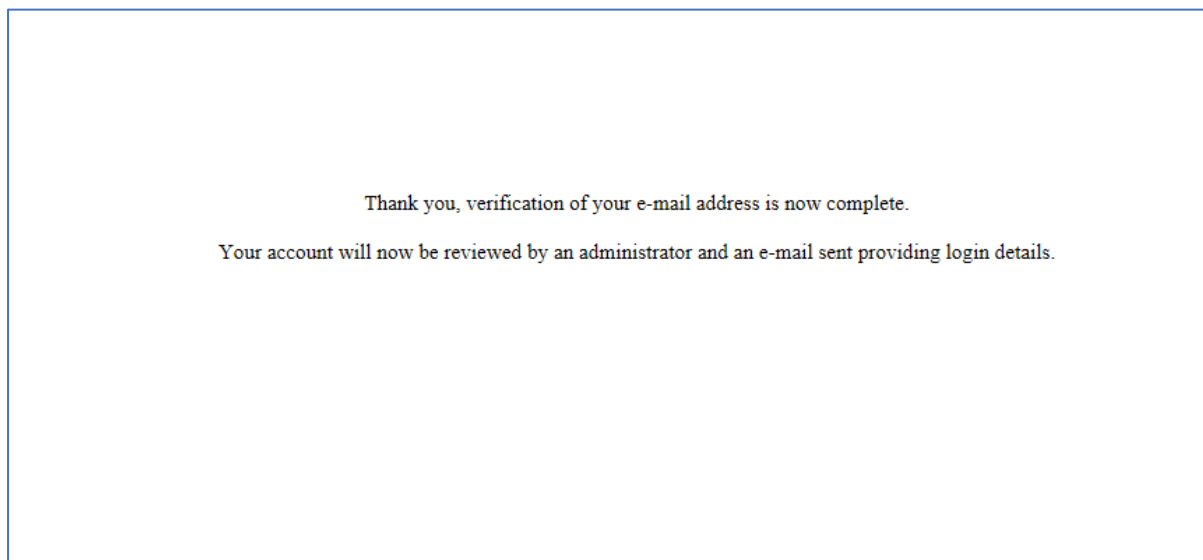 Thank you, verification of your e-mail address is now complete.
Your account will now be reviewed by an administrator and an e-mail sent providing login details.